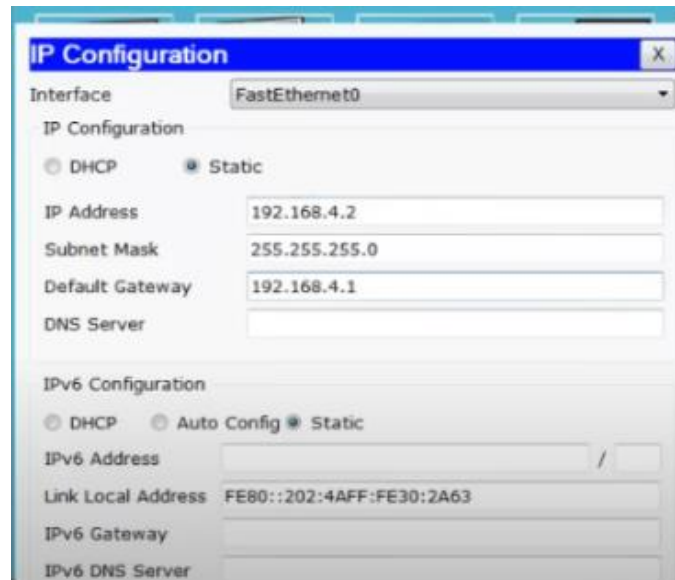 IP Configuration X
Interface FastEthernet0
IP Configuration
DHCP Static
IP Address 192.168.4.2
Subnet Mask 255.255.255.0
Default Gateway 192.168.4.1
DNS Server
IPv6 Configuration
DHCP Auto Config Static
IPv6 Address /
Link Local Address FE80::202:4AFF:FE30:2A63
IPv6 Gateway
IPv6 DNS Server